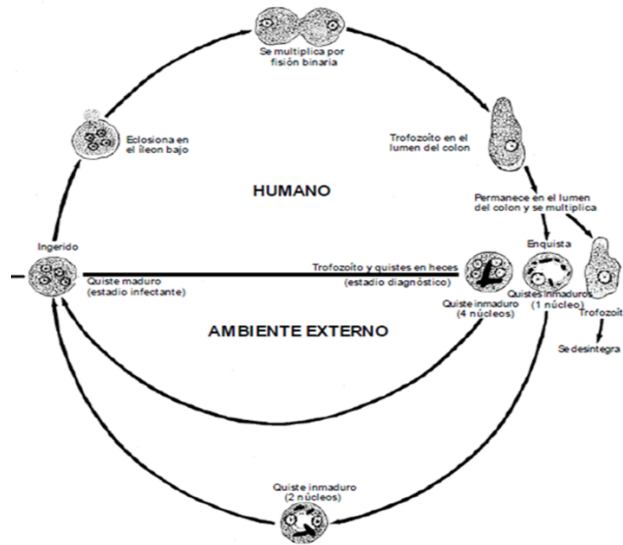 Se multiplica por
fisión binaria
Eclosiona en
el íleon bajo
Trofozoíto en el
lumen del colon
HUMANO
Permanece en el lumen
del colon y se multiplica
Ingerido
Enquista
Quiste maduro
(estadio infectante)
Trofozoíto y quistes en heces
(estadio diagnóstico)
Quiste inmaduro
(4 núcleos)
Quistes inmaduros
(1 núcleo)
Trofozoít
Se desintegra
AMBIENTE EXTERNO
Quiste inmaduro
(2 núcleos)